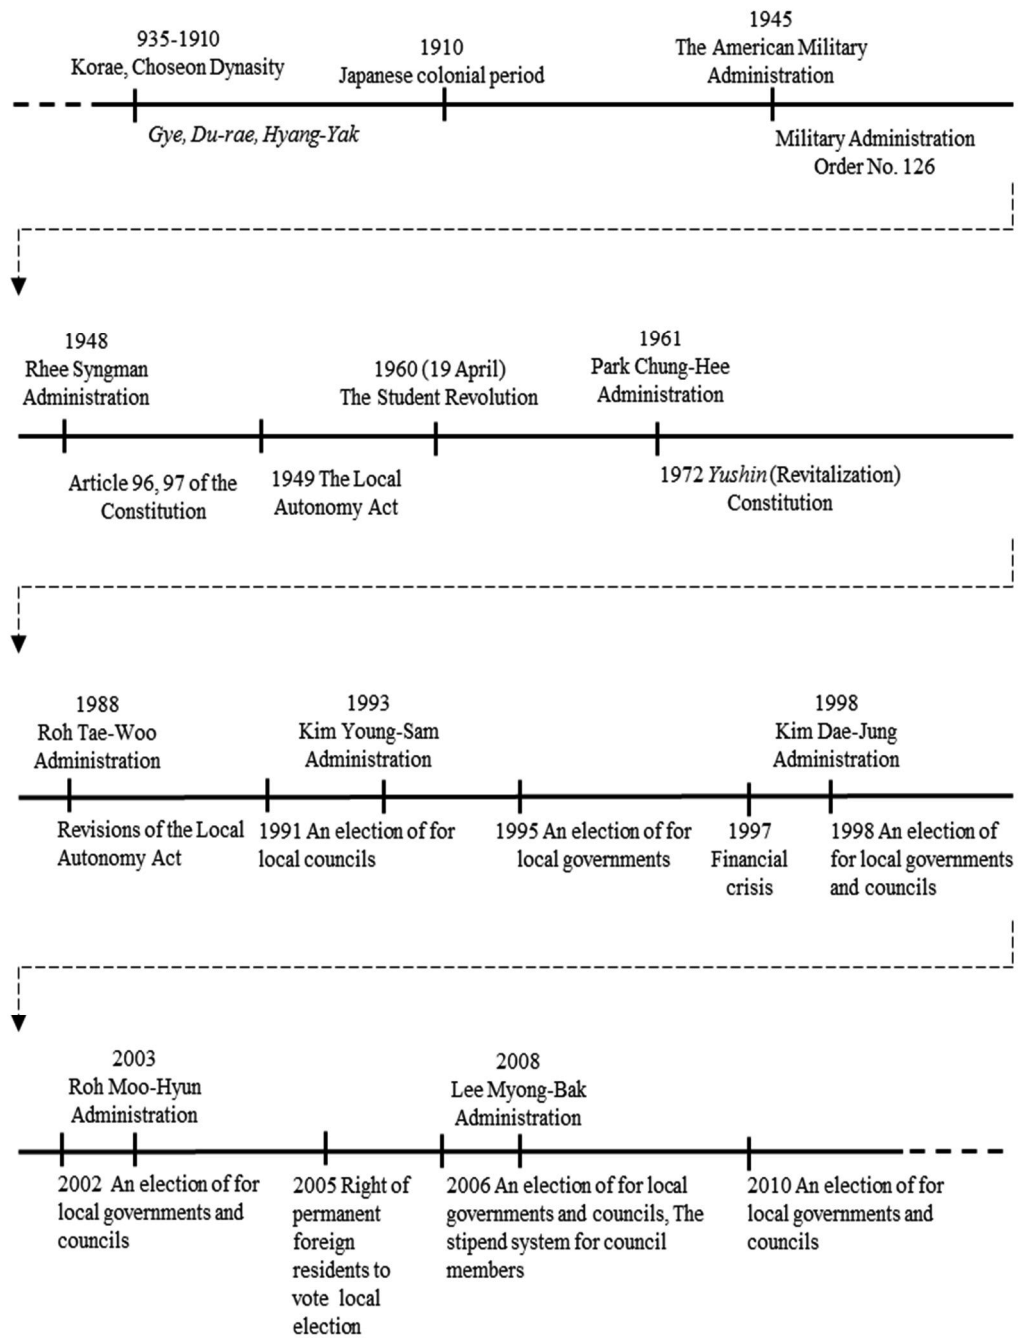 935-1910
Korae, Choseon Dynasty
1910
Japanese colonial period
1945
The American Military
Administration
Gye, Du-rae, Hyang-Yak
Military Administration
Order No. 126
1948
Rhee Syngman
Administration
1960 (19 April)
The Student Revolution
1961
Park Chung-Hee
Administration
Article 96, 97 of the
Constitution
1949 The Local
Autonomy Act
1972 Yushin (Revitalization)
Constitution
1988
Roh Tae-Woo
Administration
1993
Kim Young-Sam
Administration
1998
Kim Dae-Jung
Administration
Revisions of the Local
Autonomy Act
1991 An election of for
local councils
1995 An election of for
local governments
1997
Financial
crisis
1998 An election of
for local governments
and councils
2003
Roh Moo-Hyun
Administration
2008
Lee Myong-Bak
Administration
2002 An election of for
local governments and
councils
2005 Right of
permanent
foreign
residents to
vote local
election
2006 An election of for local
governments and councils, The
stipend system for council
members
2010 An election of for
local governments and
councils